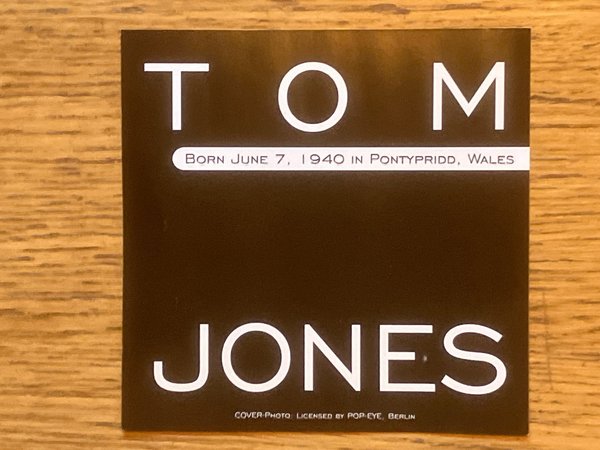 TOM
Born June 7, 1940 in Pontypridd, Wales
JONES
COVER-Photo: Licensed by POP-EYE, Berlin